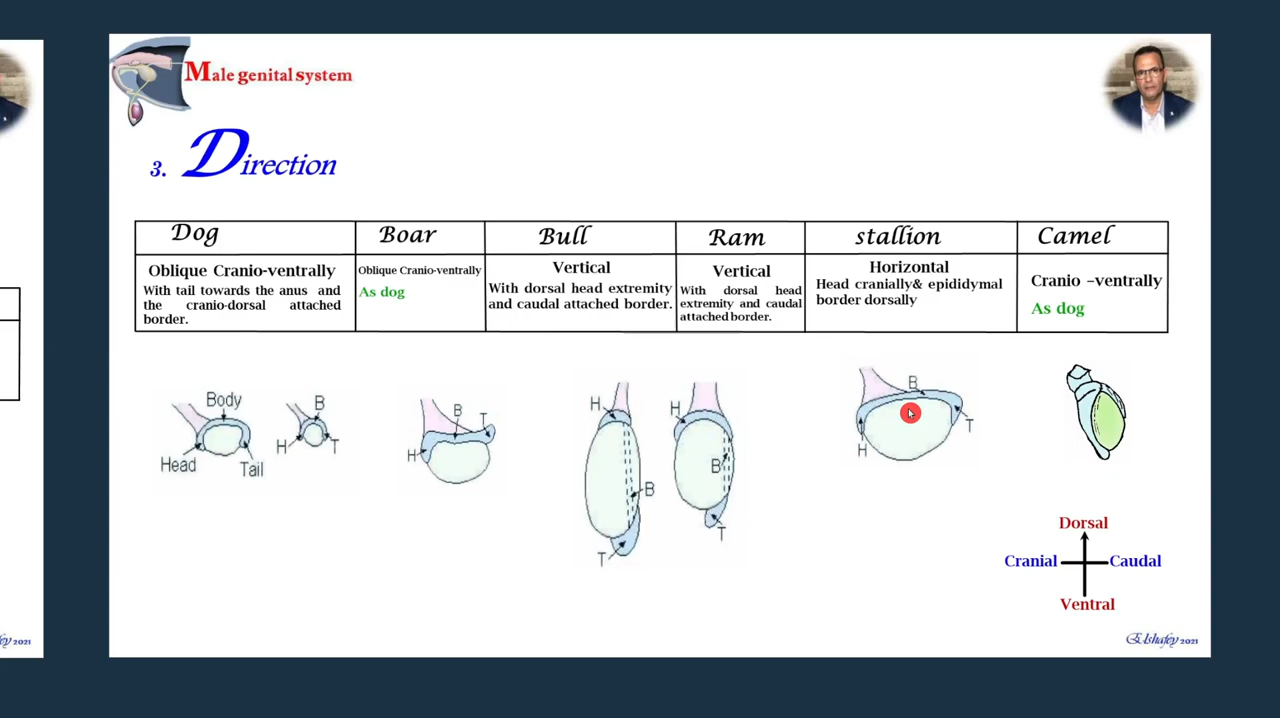 Male genital system
3. Direction
Dog
Boar
Bull
Ram
stallion
Camel
Oblique Cranio-ventrally
With tail towards the anus and
the cranio-dorsal attached
border.
Oblique Cranio-ventrally
As dog
Vertical
With dorsal head extremity
and caudal attached border.
Vertical
With dorsal head
extremity and caudal
attached border.
Horizontal
Head cranially& epididymal
border dorsally
Cranio –ventrally
As dog
Body
Head
Tail
B
H
T
B
T
H
H
B
T
H
B
T
B
H
T
Dorsal
Cranial
Caudal
Ventral
Elshafey 2021
fey 2021